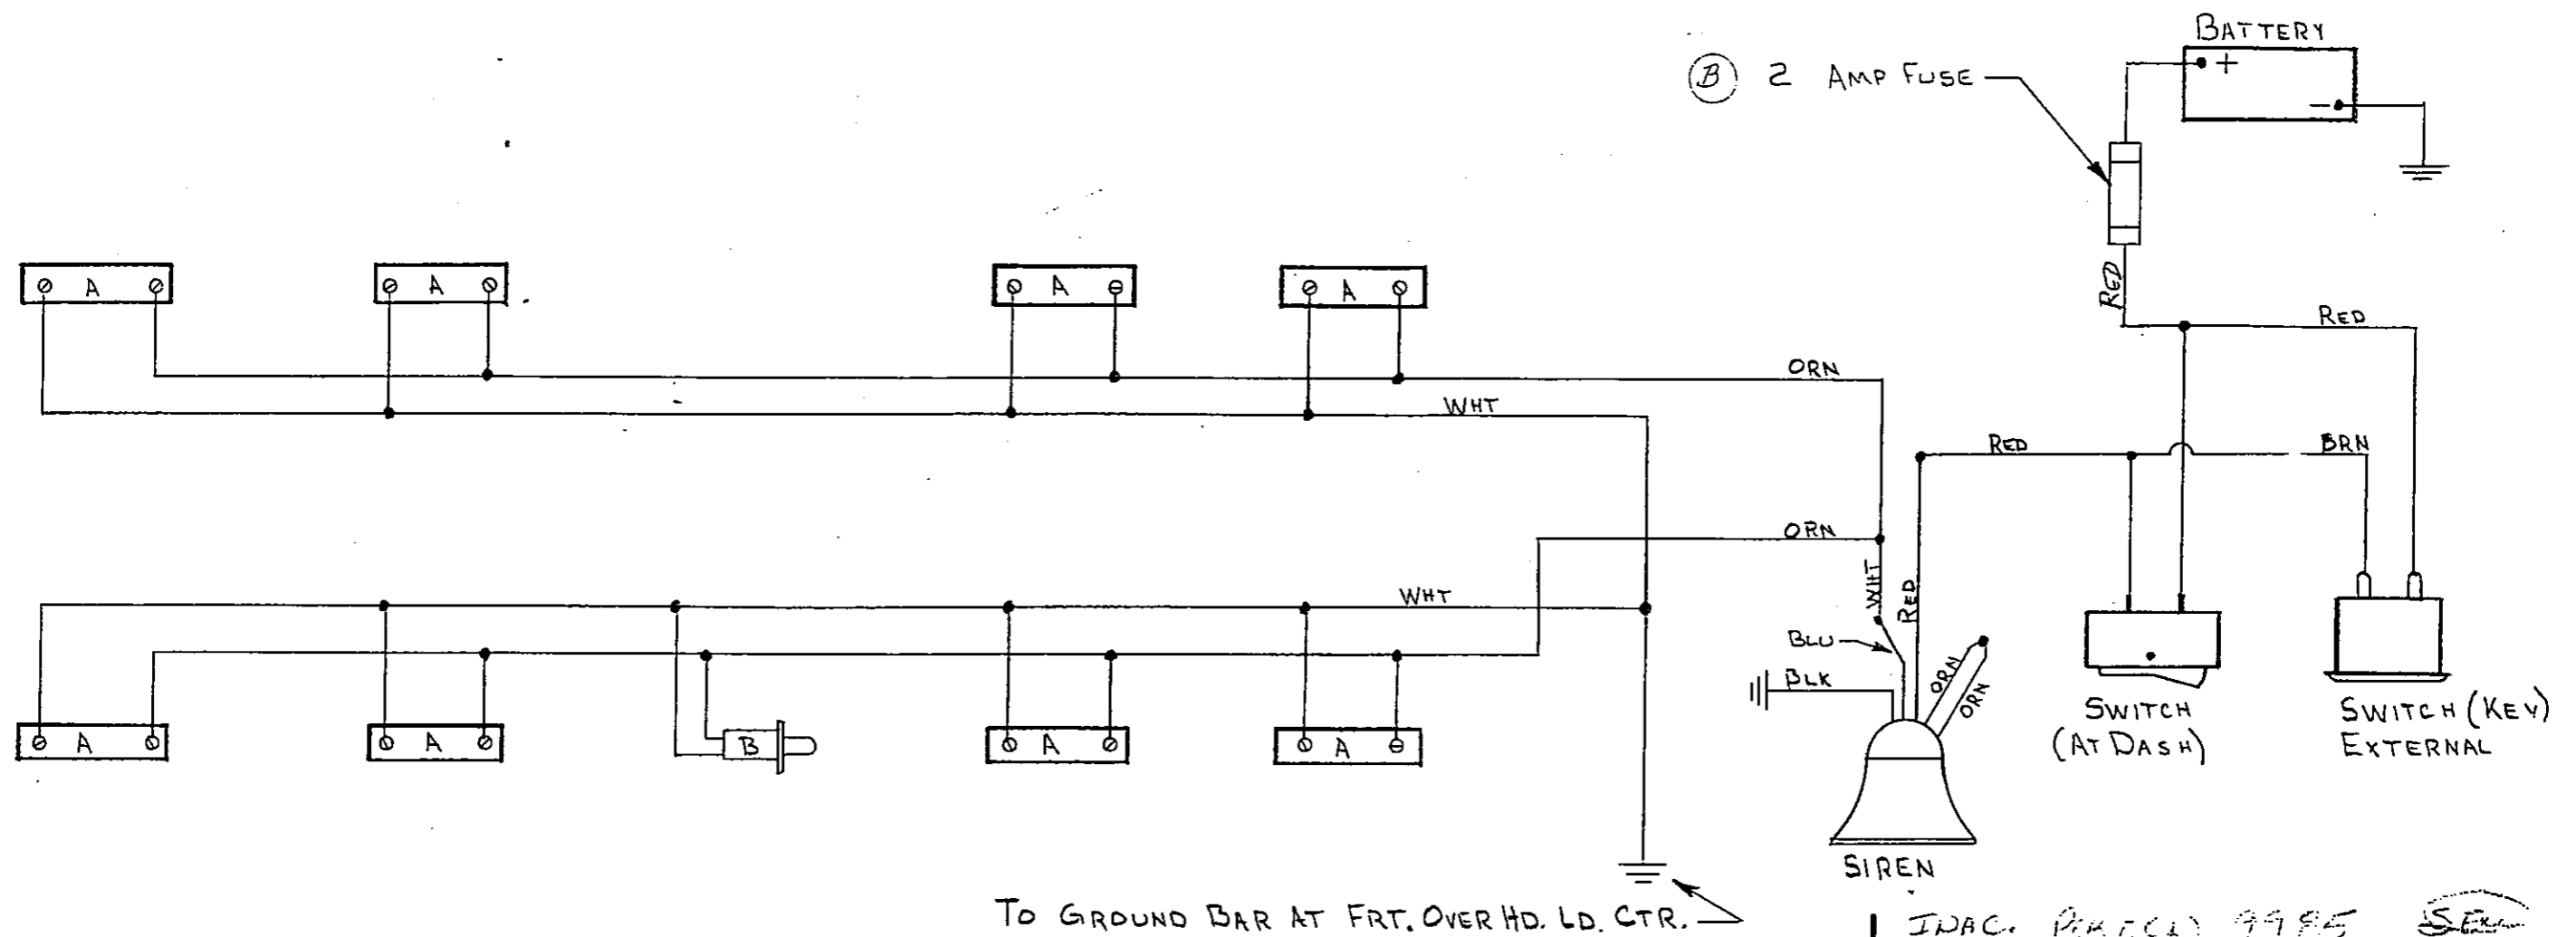 BATTERY
Ⓑ 2 AMP FUSE
+
−
RED
RED
A A A A
ORN
WHT
RED BRN
ORN
WHT
RED
WHT
BLU
ORN
ORN
BLK
A A B A A
SWITCH
(AT DASH)
SWITCH (KEY)
EXTERNAL
SIREN
TO GROUND BAR AT FRT. OVER HD. LD. CTR.